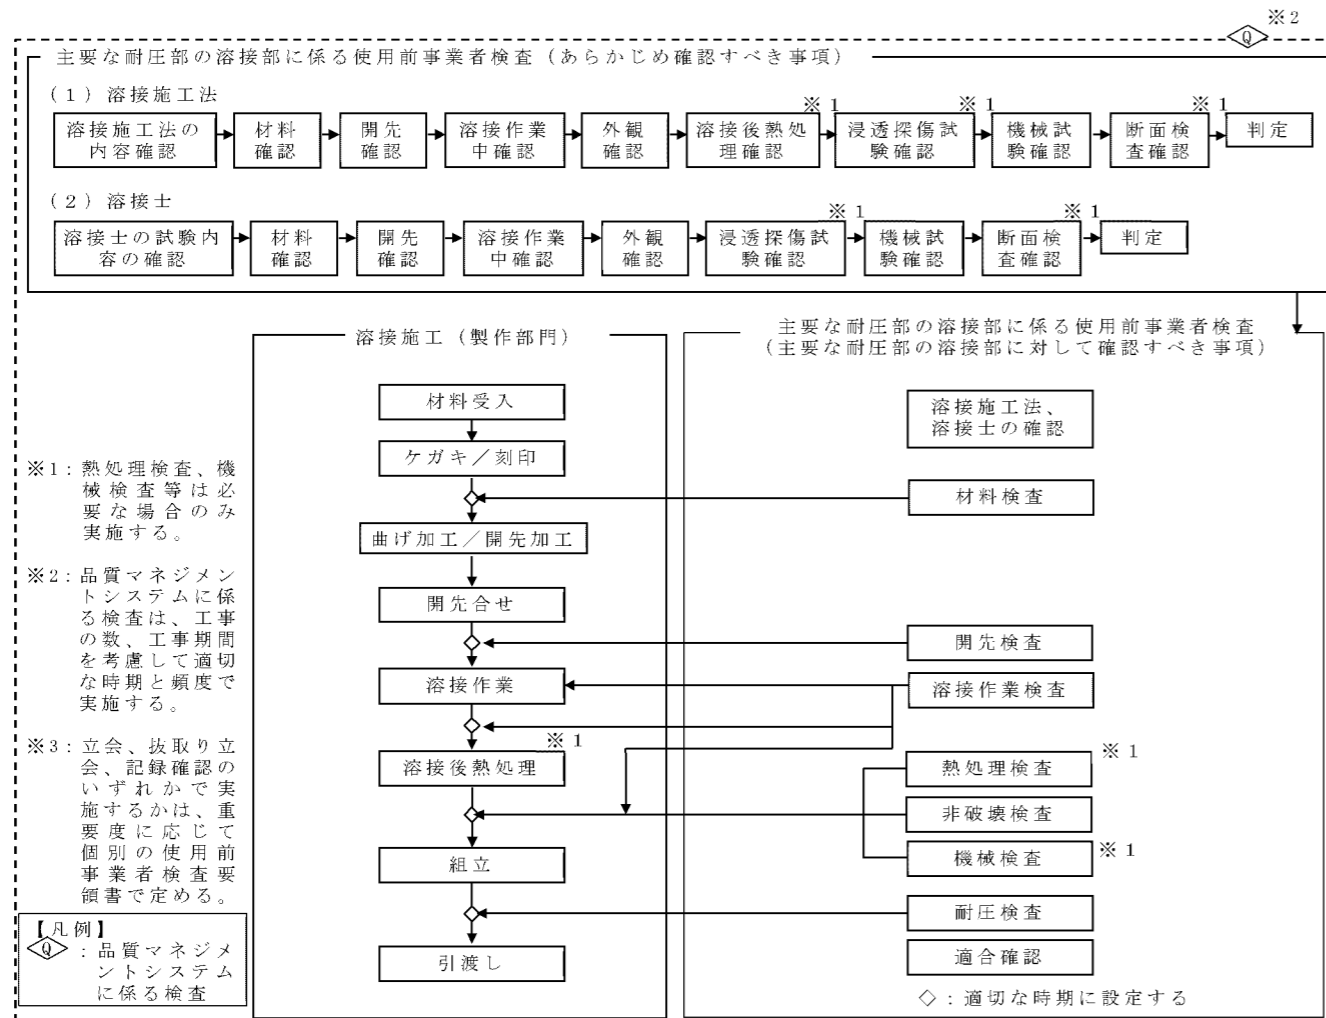 ※2
Q
主要な耐圧部の溶接部に係る使用前事業者検査(あらかじめ確認すべき事項)
(1)溶接施工法
※1
※1
※1
溶接施工法の
内容確認
材料
確認
開先
確認
溶接作業
中確認
外観
確認
溶接後熱処
理確認
浸透探傷試
験確認
機械試
験確認
断面検
査確認
判定
(2)溶接士
※1
※1
溶接士の試験内
容の確認
材料
確認
開先
確認
溶接作業
中確認
外観
確認
浸透探傷試
験確認
機械試
験確認
断面検
査確認
判定
溶接施工(製作部門)
材料受入
ケガキ/刻印
曲げ加工/開先加工
開先合せ
溶接作業
※1
溶接後熱処理
組立
引渡し
主要な耐圧部の溶接部に係る使用前事業者検査
(主要な耐圧部の溶接部に対して確認すべき事項)
溶接施工法、
溶接士の確認
材料検査
開先検査
溶接作業検査
熱処理検査
※1
非破壊検査
機械検査
※1
耐圧検査
適合確認
◇:適切な時期に設定する
※1:熱処理検査、機
械検査等は必
要な場合のみ
実施する。
※2:品質マネジメン
トシステムに係
る検査は、工事
の数、工事期間
を考慮して適切
な時期と頻度で
実施する。
※3:立会、抜取り立
会、記録確認の
いずれかで実
施するかは、重
要度に応じて
個別の使用前
事業者検査要
領書で定める。
【凡例】
Q:品質マネジメ
ントシステム
に係る検査